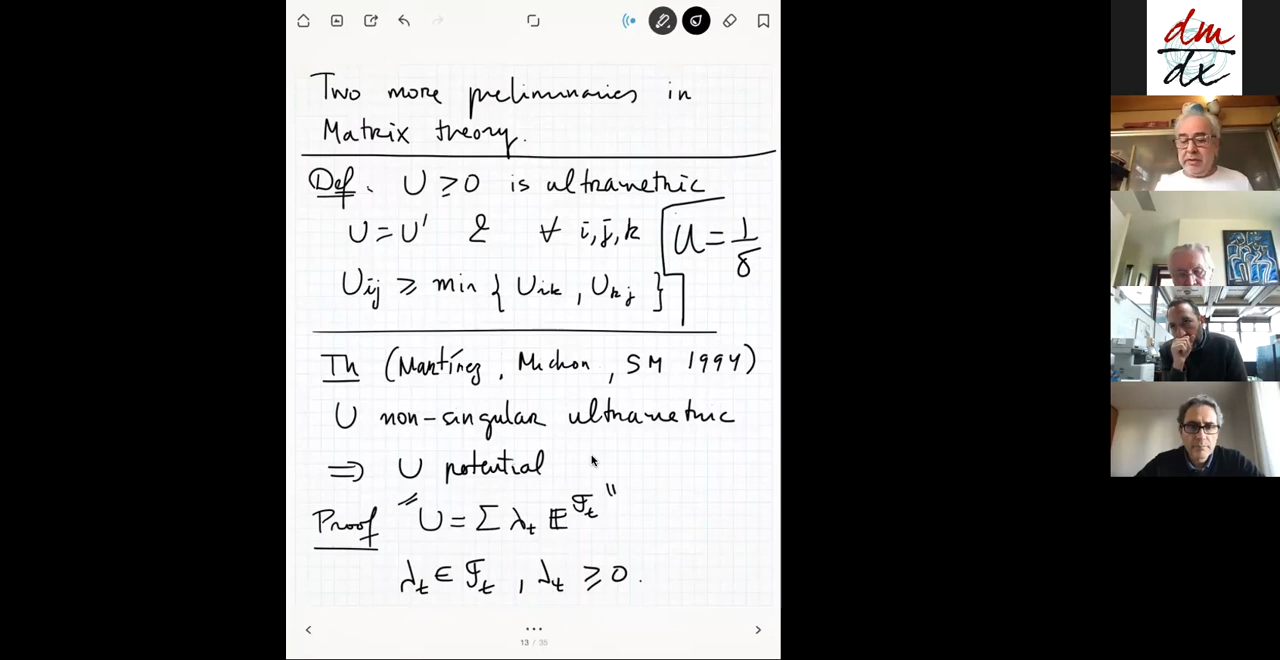 Two more preliminaries in
Matrix theory.
Def. U ≥ 0 is ultrametric
U = U' & ∀ i,j,k
U = 1/δ
Uij ≥ min { Uik , Ukj }
Th (Martínez, Michon, SM 1994)
U non-singular ultrametric
⇒ U potential
Proof "U = Σ λt 𝔼^ℱt"
λt ∈ ℱt , λt ≥ 0.
13 / 35
dm
dx